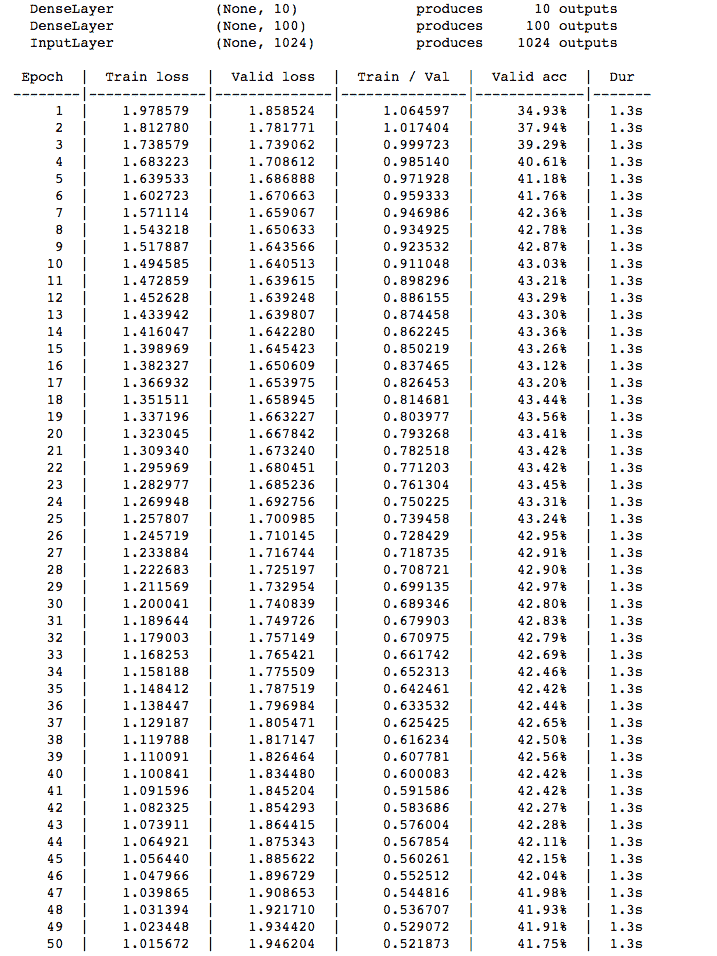 DenseLayer (None, 10) produces 10 outputs
DenseLayer (None, 100) produces 100 outputs
InputLayer (None, 1024) produces 1024 outputs
Epoch | Train loss | Valid loss | Train / Val | Valid acc | Dur
--------|--------------|--------------|---------------|-------------|-------
1 | 1.978579 | 1.858524 | 1.064597 | 34.93% | 1.3s
2 | 1.812780 | 1.781771 | 1.017404 | 37.94% | 1.3s
3 | 1.738579 | 1.739062 | 0.999723 | 39.29% | 1.3s
4 | 1.683223 | 1.708612 | 0.985140 | 40.61% | 1.3s
5 | 1.639533 | 1.686888 | 0.971928 | 41.18% | 1.3s
6 | 1.602723 | 1.670663 | 0.959333 | 41.76% | 1.3s
7 | 1.571114 | 1.659067 | 0.946986 | 42.36% | 1.3s
8 | 1.543218 | 1.650633 | 0.934925 | 42.78% | 1.3s
9 | 1.517887 | 1.643566 | 0.923532 | 42.87% | 1.3s
10 | 1.494585 | 1.640513 | 0.911048 | 43.03% | 1.3s
11 | 1.472859 | 1.639615 | 0.898296 | 43.21% | 1.3s
12 | 1.452628 | 1.639248 | 0.886155 | 43.29% | 1.3s
13 | 1.433942 | 1.639807 | 0.874458 | 43.30% | 1.3s
14 | 1.416047 | 1.642280 | 0.862245 | 43.36% | 1.3s
15 | 1.398969 | 1.645423 | 0.850219 | 43.26% | 1.3s
16 | 1.382327 | 1.650609 | 0.837465 | 43.12% | 1.3s
17 | 1.366932 | 1.653975 | 0.826453 | 43.20% | 1.3s
18 | 1.351511 | 1.658945 | 0.814681 | 43.44% | 1.3s
19 | 1.337196 | 1.663227 | 0.803977 | 43.56% | 1.3s
20 | 1.323045 | 1.667842 | 0.793268 | 43.41% | 1.3s
21 | 1.309340 | 1.673240 | 0.782518 | 43.42% | 1.3s
22 | 1.295969 | 1.680451 | 0.771203 | 43.42% | 1.3s
23 | 1.282977 | 1.685236 | 0.761304 | 43.45% | 1.3s
24 | 1.269948 | 1.692756 | 0.750225 | 43.31% | 1.3s
25 | 1.257807 | 1.700985 | 0.739458 | 43.24% | 1.3s
26 | 1.245719 | 1.710145 | 0.728429 | 42.95% | 1.3s
27 | 1.233884 | 1.716744 | 0.718735 | 42.91% | 1.3s
28 | 1.222683 | 1.725197 | 0.708721 | 42.90% | 1.3s
29 | 1.211569 | 1.732954 | 0.699135 | 42.97% | 1.3s
30 | 1.200041 | 1.740839 | 0.689346 | 42.80% | 1.3s
31 | 1.189644 | 1.749726 | 0.679903 | 42.83% | 1.3s
32 | 1.179003 | 1.757149 | 0.670975 | 42.79% | 1.3s
33 | 1.168253 | 1.765421 | 0.661742 | 42.69% | 1.3s
34 | 1.158188 | 1.775509 | 0.652313 | 42.46% | 1.3s
35 | 1.148412 | 1.787519 | 0.642461 | 42.42% | 1.3s
36 | 1.138447 | 1.796984 | 0.633532 | 42.44% | 1.3s
37 | 1.129187 | 1.805471 | 0.625425 | 42.65% | 1.3s
38 | 1.119788 | 1.817147 | 0.616234 | 42.50% | 1.3s
39 | 1.110091 | 1.826464 | 0.607781 | 42.56% | 1.3s
40 | 1.100841 | 1.834480 | 0.600083 | 42.42% | 1.3s
41 | 1.091596 | 1.845204 | 0.591586 | 42.42% | 1.3s
42 | 1.082325 | 1.854293 | 0.583686 | 42.27% | 1.3s
43 | 1.073911 | 1.864415 | 0.576004 | 42.28% | 1.3s
44 | 1.064921 | 1.875343 | 0.567854 | 42.11% | 1.3s
45 | 1.056440 | 1.885622 | 0.560261 | 42.15% | 1.3s
46 | 1.047966 | 1.896729 | 0.552512 | 42.04% | 1.3s
47 | 1.039865 | 1.908653 | 0.544816 | 41.98% | 1.3s
48 | 1.031394 | 1.921710 | 0.536707 | 41.93% | 1.3s
49 | 1.023448 | 1.934420 | 0.529072 | 41.91% | 1.3s
50 | 1.015672 | 1.946204 | 0.521873 | 41.75% | 1.3s